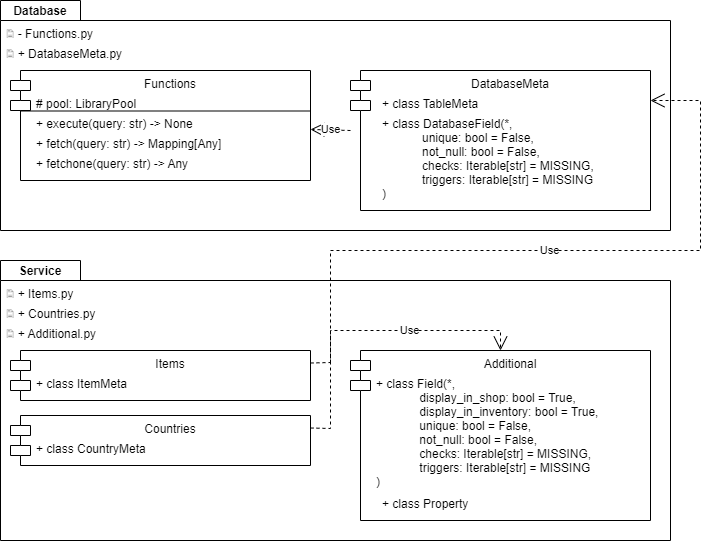 Database
- Functions.py
+ DatabaseMeta.py
Functions
# pool: LibraryPool
+ execute(query: str) -> None
+ fetch(query: str) -> Mapping[Any]
+ fetchone(query: str) -> Any
Use
DatabaseMeta
+ class TableMeta
+ class DatabaseField(*,
unique: bool = False,
not_null: bool = False,
checks: Iterable[str] = MISSING,
triggers: Iterable[str] = MISSING
)
Use
Service
+ Items.py
+ Countries.py
+ Additional.py
Use
Items
+ class ItemMeta
Countries
+ class CountryMeta
Additional
+ class Field(*,
display_in_shop: bool = True,
display_in_inventory: bool = True,
unique: bool = False,
not_null: bool = False,
checks: Iterable[str] = MISSING,
triggers: Iterable[str] = MISSING
)
+ class Property